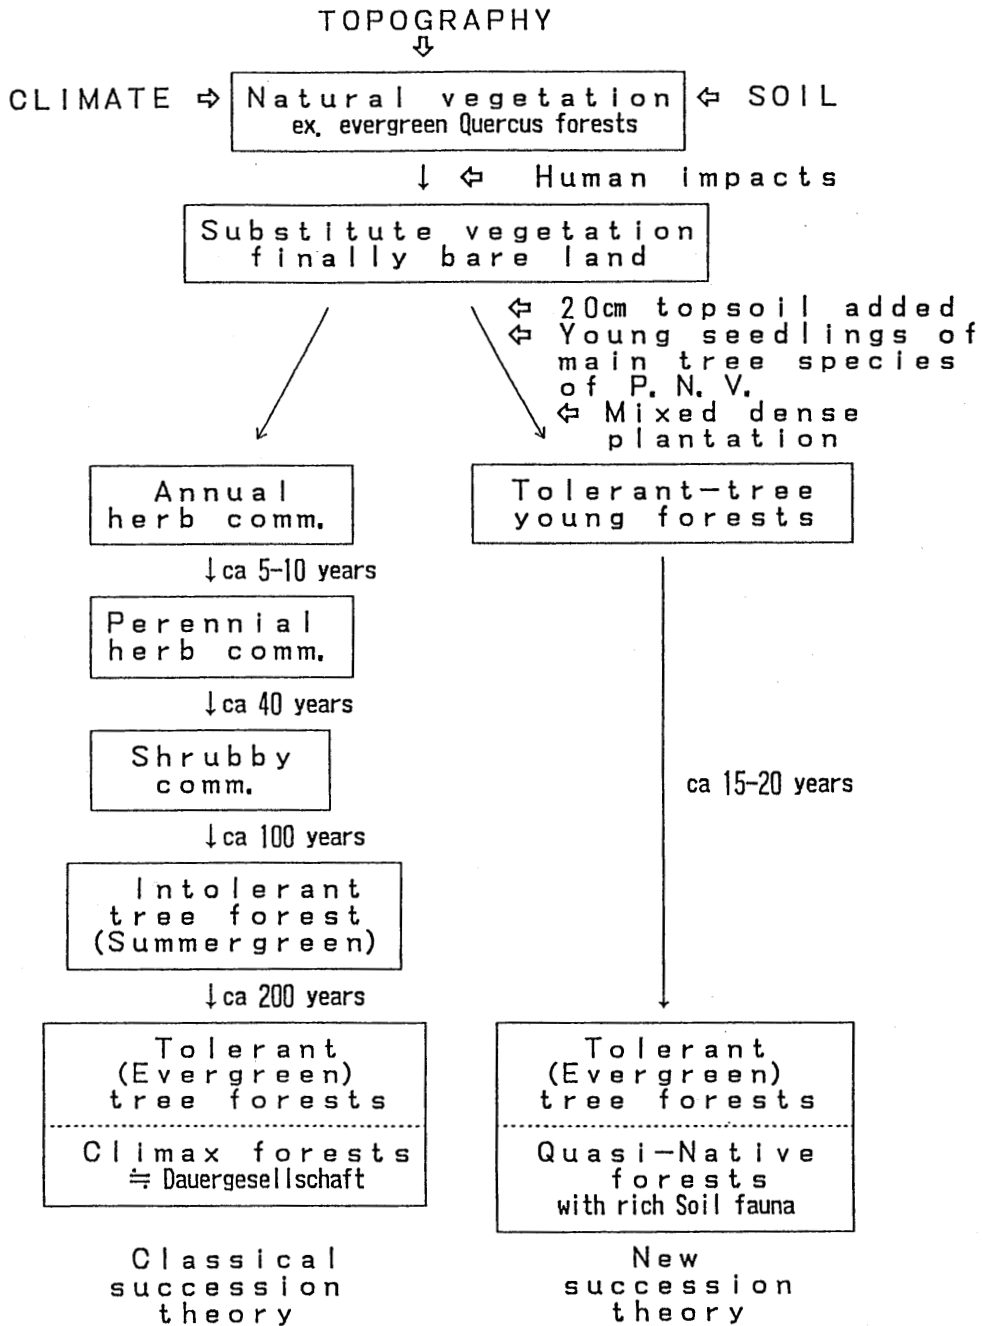 TOPOGRAPHY
⇩
CLIMATE ⇨ Natural vegetation ⇦ SOIL
ex. evergreen Quercus forests
↓ ⇦ Human impacts
Substitute vegetation
finally bare land
⇦ 20cm topsoil added
⇦ Young seedlings of
main tree species
of P. N. V.
⇦ Mixed dense
plantation
Annual
herb comm.
↓ ca 5-10 years
Perennial
herb comm.
↓ ca 40 years
Shrubby
comm.
↓ ca 100 years
Intolerant
tree forest
(Summergreen)
↓ ca 200 years
Tolerant
(Evergreen)
tree forests
Climax forests
≒ Dauergesellschaft
Classical
succession
theory
Tolerant-tree
young forests
ca 15-20 years
Tolerant
(Evergreen)
tree forests
Quasi-Native
forests
with rich Soil fauna
New
succession
theory